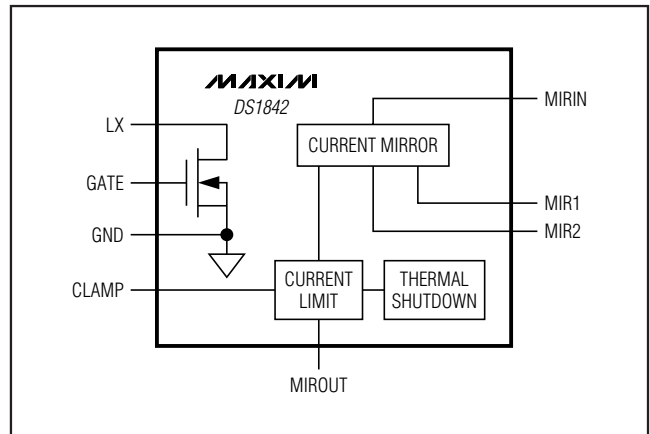 MAXIM
DS1842
LX
GATE
GND
CLAMP
CURRENT MIRROR
MIRIN
MIR1
MIR2
CURRENT
LIMIT
THERMAL
SHUTDOWN
MIROUT